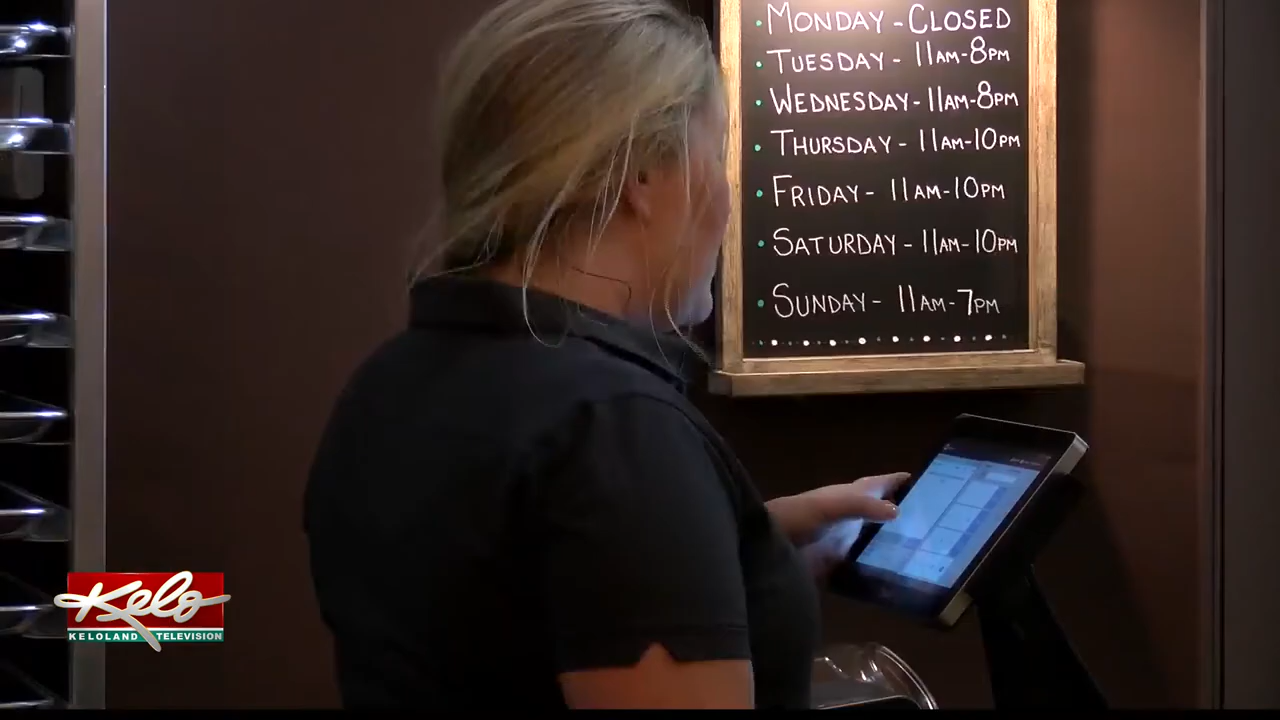 MONDAY - CLOSED
TUESDAY - 11AM-8PM
WEDNESDAY - 11AM-8PM
THURSDAY - 11AM-10PM
FRIDAY - 11AM-10PM
SATURDAY - 11AM-10PM
SUNDAY - 11AM-7PM
Kelo
KELOLAND TELEVISION